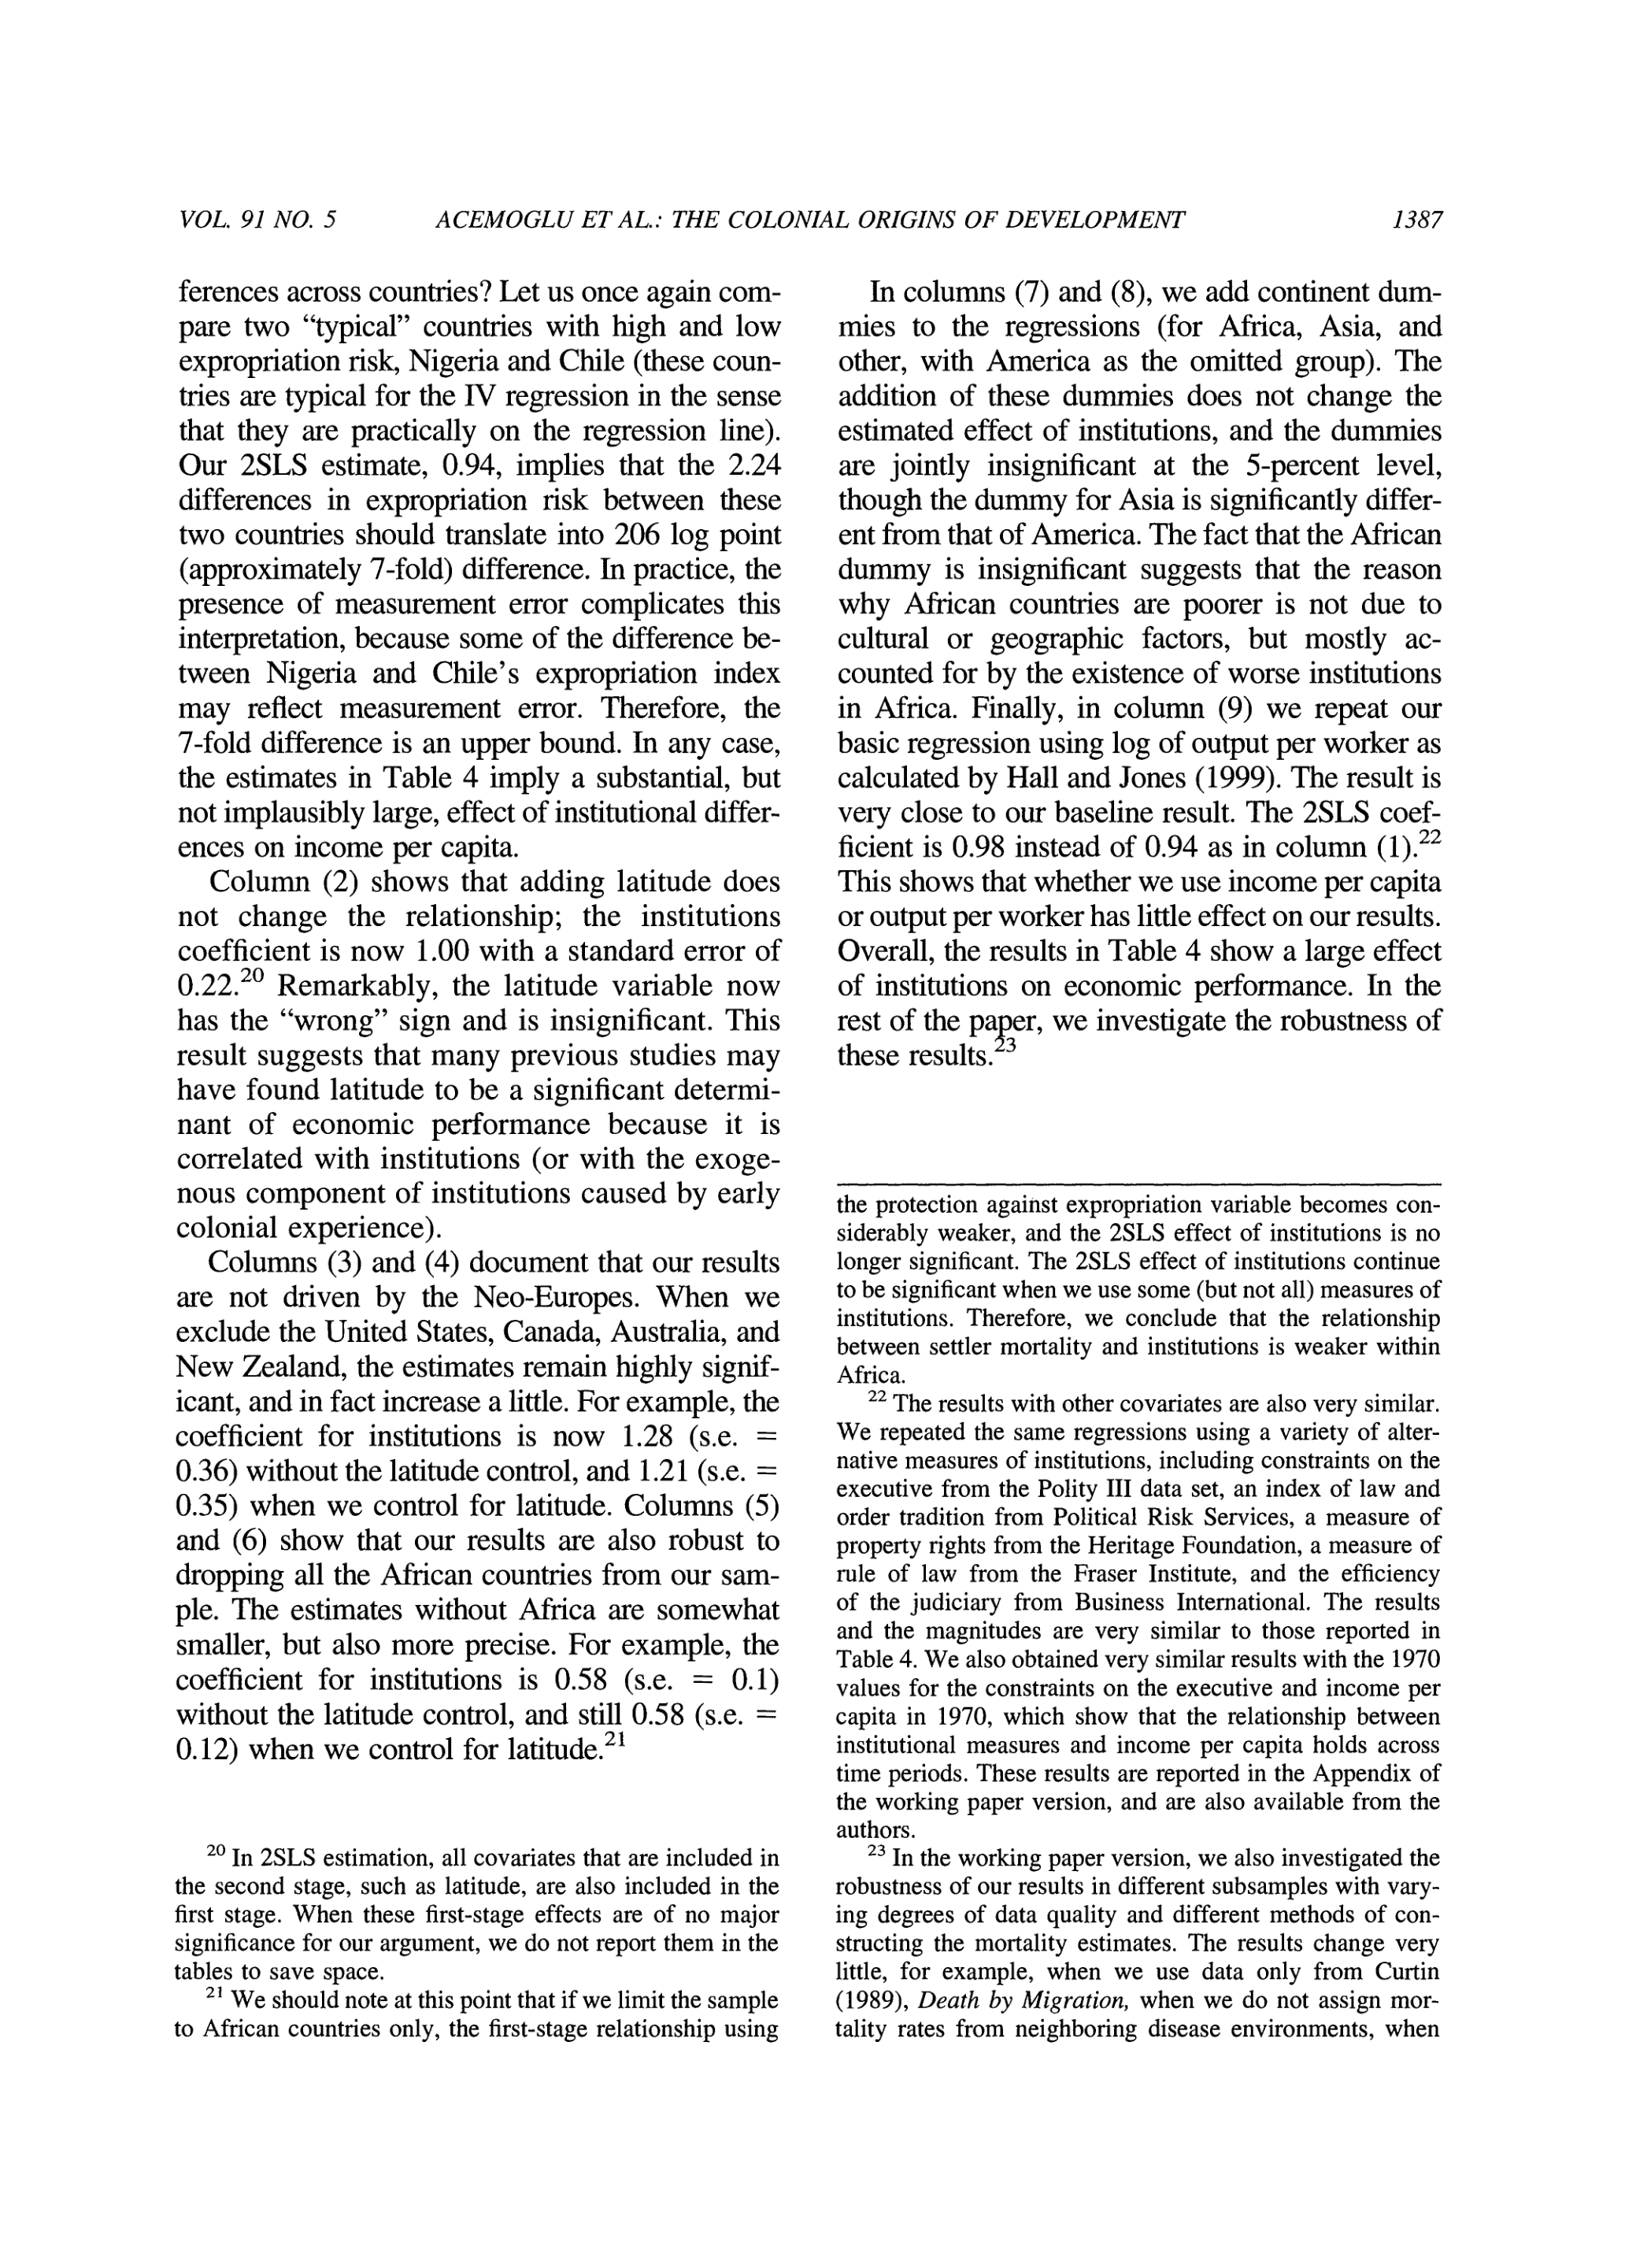 VOL. 91 NO. 5 ACEMOGLU ET AL.: THE COLONIAL ORIGINS OF DEVELOPMENT 1387
ferences across countries? Let us once again com-
pare two “typical” countries with high and low
expropriation risk, Nigeria and Chile (these coun-
tries are typical for the IV regression in the sense
that they are practically on the regression line).
Our 2SLS estimate, 0.94, implies that the 2.24
differences in expropriation risk between these
two countries should translate into 206 log point
(approximately 7-fold) difference. In practice, the
presence of measurement error complicates this
interpretation, because some of the difference be-
tween Nigeria and Chile’s expropriation index
may reflect measurement error. Therefore, the
7-fold difference is an upper bound. In any case,
the estimates in Table 4 imply a substantial, but
not implausibly large, effect of institutional differ-
ences on income per capita.
Column (2) shows that adding latitude does
not change the relationship; the institutions
coefficient is now 1.00 with a standard error of
0.22.20 Remarkably, the latitude variable now
has the “wrong” sign and is insignificant. This
result suggests that many previous studies may
have found latitude to be a significant determi-
nant of economic performance because it is
correlated with institutions (or with the exoge-
nous component of institutions caused by early
colonial experience).
Columns (3) and (4) document that our results
are not driven by the Neo-Europes. When we
exclude the United States, Canada, Australia, and
New Zealand, the estimates remain highly signif-
icant, and in fact increase a little. For example, the
coefficient for institutions is now 1.28 (s.e. =
0.36) without the latitude control, and 1.21 (s.e. =
0.35) when we control for latitude. Columns (5)
and (6) show that our results are also robust to
dropping all the African countries from our sam-
ple. The estimates without Africa are somewhat
smaller, but also more precise. For example, the
coefficient for institutions is 0.58 (s.e. = 0.1)
without the latitude control, and still 0.58 (s.e. =
0.12) when we control for latitude.21
20 In 2SLS estimation, all covariates that are included in
the second stage, such as latitude, are also included in the
first stage. When these first-stage effects are of no major
significance for our argument, we do not report them in the
tables to save space.
21 We should note at this point that if we limit the sample
to African countries only, the first-stage relationship using
In columns (7) and (8), we add continent dum-
mies to the regressions (for Africa, Asia, and
other, with America as the omitted group). The
addition of these dummies does not change the
estimated effect of institutions, and the dummies
are jointly insignificant at the 5-percent level,
though the dummy for Asia is significantly differ-
ent from that of America. The fact that the African
dummy is insignificant suggests that the reason
why African countries are poorer is not due to
cultural or geographic factors, but mostly ac-
counted for by the existence of worse institutions
in Africa. Finally, in column (9) we repeat our
basic regression using log of output per worker as
calculated by Hall and Jones (1999). The result is
very close to our baseline result. The 2SLS coef-
ficient is 0.98 instead of 0.94 as in column (1).22
This shows that whether we use income per capita
or output per worker has little effect on our results.
Overall, the results in Table 4 show a large effect
of institutions on economic performance. In the
rest of the paper, we investigate the robustness of
these results.23
the protection against expropriation variable becomes con-
siderably weaker, and the 2SLS effect of institutions is no
longer significant. The 2SLS effect of institutions continue
to be significant when we use some (but not all) measures of
institutions. Therefore, we conclude that the relationship
between settler mortality and institutions is weaker within
Africa.
22 The results with other covariates are also very similar.
We repeated the same regressions using a variety of alter-
native measures of institutions, including constraints on the
executive from the Polity III data set, an index of law and
order tradition from Political Risk Services, a measure of
property rights from the Heritage Foundation, a measure of
rule of law from the Fraser Institute, and the efficiency
of the judiciary from Business International. The results
and the magnitudes are very similar to those reported in
Table 4. We also obtained very similar results with the 1970
values for the constraints on the executive and income per
capita in 1970, which show that the relationship between
institutional measures and income per capita holds across
time periods. These results are reported in the Appendix of
the working paper version, and are also available from the
authors.
23 In the working paper version, we also investigated the
robustness of our results in different subsamples with vary-
ing degrees of data quality and different methods of con-
structing the mortality estimates. The results change very
little, for example, when we use data only from Curtin
(1989), Death by Migration, when we do not assign mor-
tality rates from neighboring disease environments, when